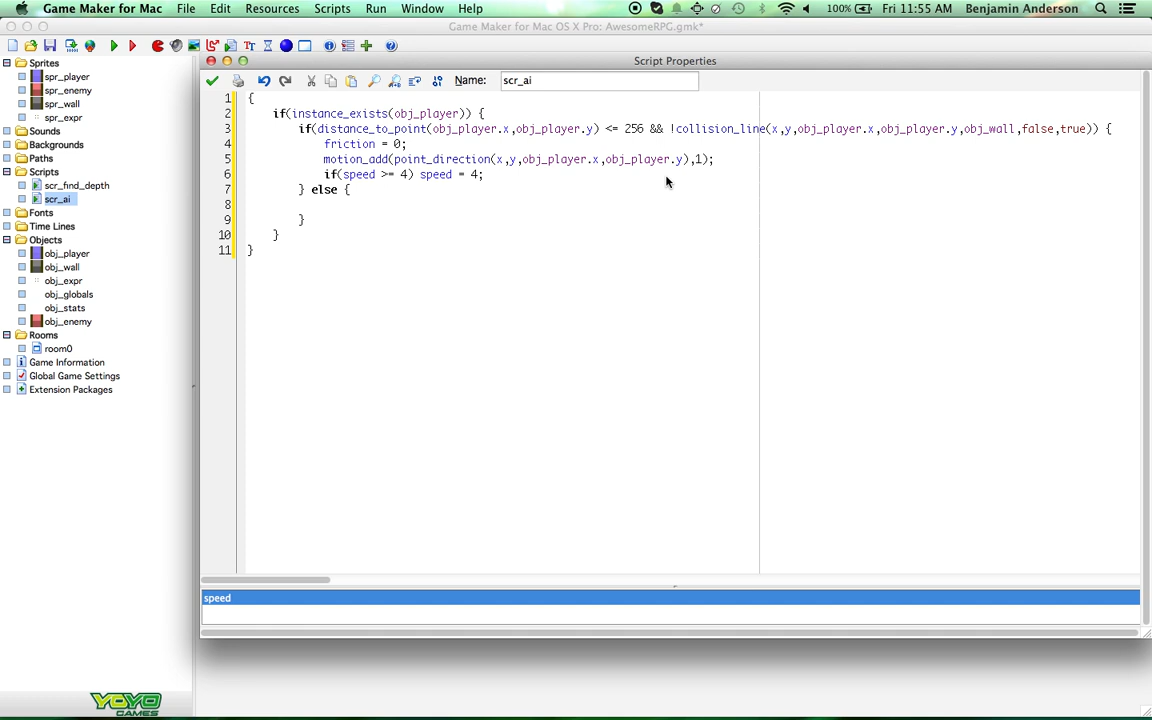 Game Maker for Mac File Edit Resources Scripts Run Window Help 100% Fri 11:55 AM Benjamin Anderson
Game Maker for Mac OS X Pro: AwesomeRPG.gmk*
Script Properties
Name: scr_ai
Sprites
spr_player
spr_enemy
spr_wall
spr_expr
Sounds
Backgrounds
Paths
Scripts
scr_find_depth
scr_ai
Fonts
Time Lines
Objects
obj_player
obj_wall
obj_expr
obj_globals
obj_stats
obj_enemy
Rooms
room0
Game Information
Global Game Settings
Extension Packages
YOYO
GAMES
1 {
2 if(instance_exists(obj_player)) {
3 if(distance_to_point(obj_player.x,obj_player.y) <= 256 && !collision_line(x,y,obj_player.x,obj_player.y,obj_wall,false,true)) {
4 friction = 0;
5 motion_add(point_direction(x,y,obj_player.x,obj_player.y),1);
6 if(speed >= 4) speed = 4;
7 } else {
8
9 }
10 }
11 }
speed